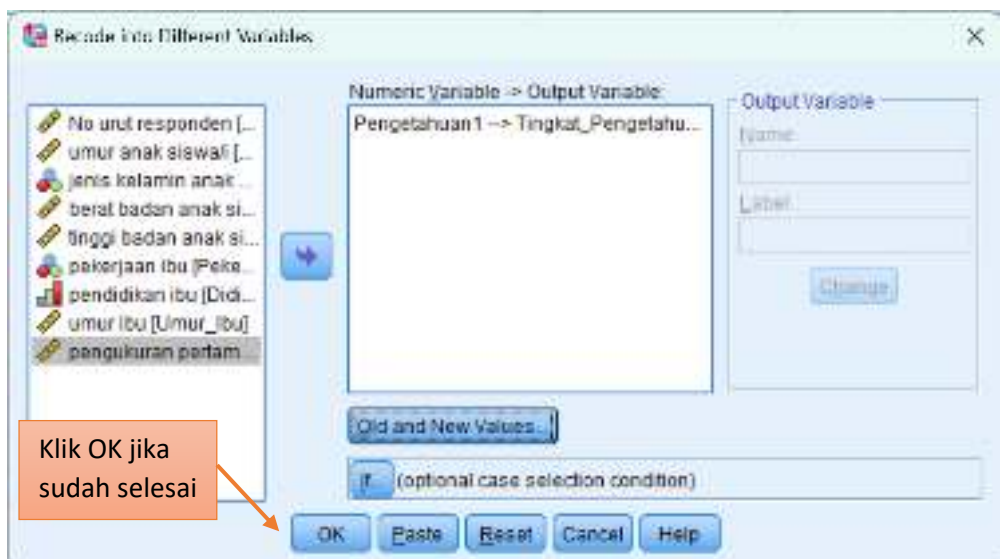 Recode into Different Variables
Numeric Variable -> Output Variable:
Output Variable
No urut responden [...
umur anak siswa/i [...
jenis kelamin anak ...
berat badan anak si...
tinggi badan anak si...
pekerjaan Ibu [Peke...
pendidikan ibu [Didi...
umur Ibu [Umur_Ibu]
pengukuran pertam...
Pengetahuan1 --> Tingkat_Pengetahu...
Name:
Label:
Change
Old and New Values...
If... (optional case selection condition)
Klik OK jika
sudah selesai
OK Paste Reset Cancel Help